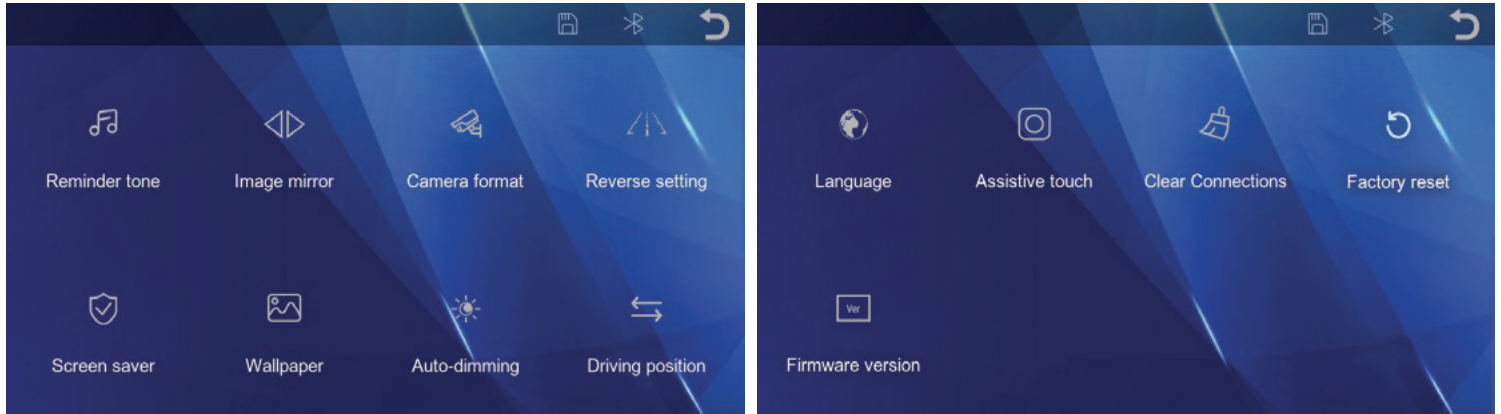 Reminder tone
Image mirror
Camera format
Reverse setting
Screen saver
Wallpaper
Auto-dimming
Driving position
Language
Assistive touch
Clear Connections
Factory reset
Ver
Firmware version